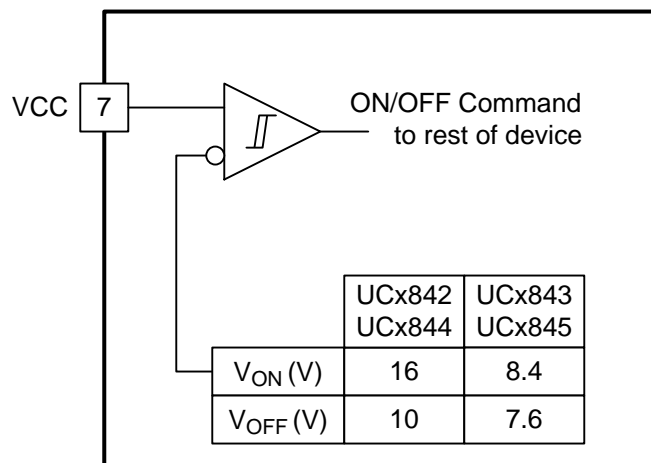 VCC 7
ON/OFF Command
to rest of device
UCx842 UCx843
UCx844 UCx845
VON (V) 16 8.4
VOFF (V) 10 7.6